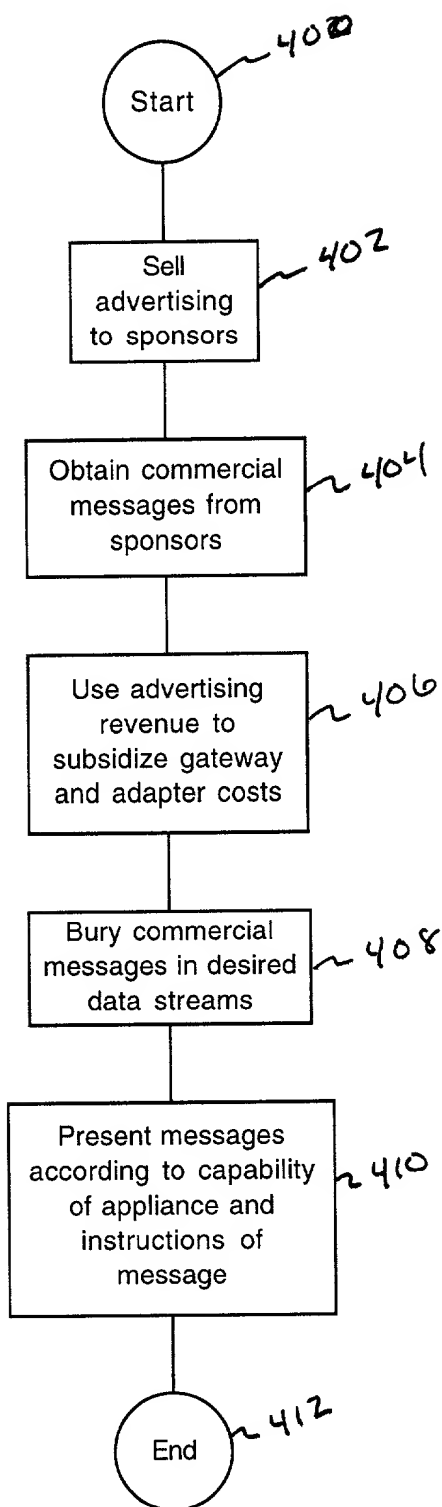 400
Start
402
Sell
advertising
to sponsors
404
Obtain commercial
messages from
sponsors
406
Use advertising
revenue to
subsidize gateway
and adapter costs
408
Bury commercial
messages in desired
data streams
410
Present messages
according to capability
of appliance and
instructions of
message
412
End